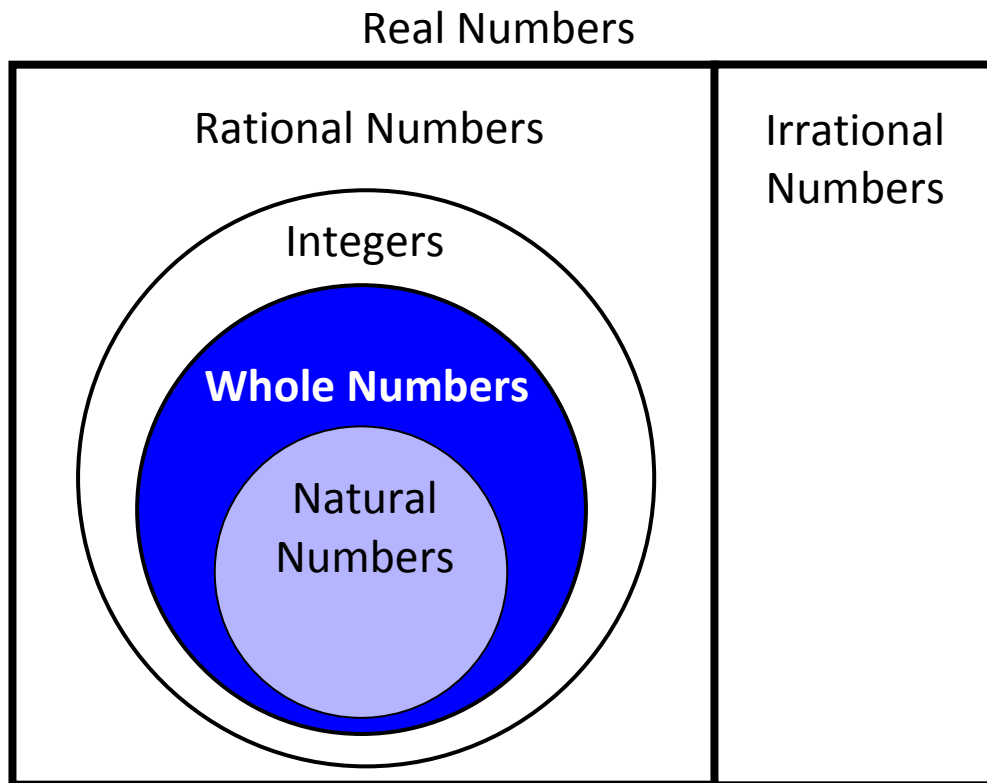 Real Numbers
Rational Numbers
Irrational
Numbers
Integers
Whole Numbers
Natural
Numbers